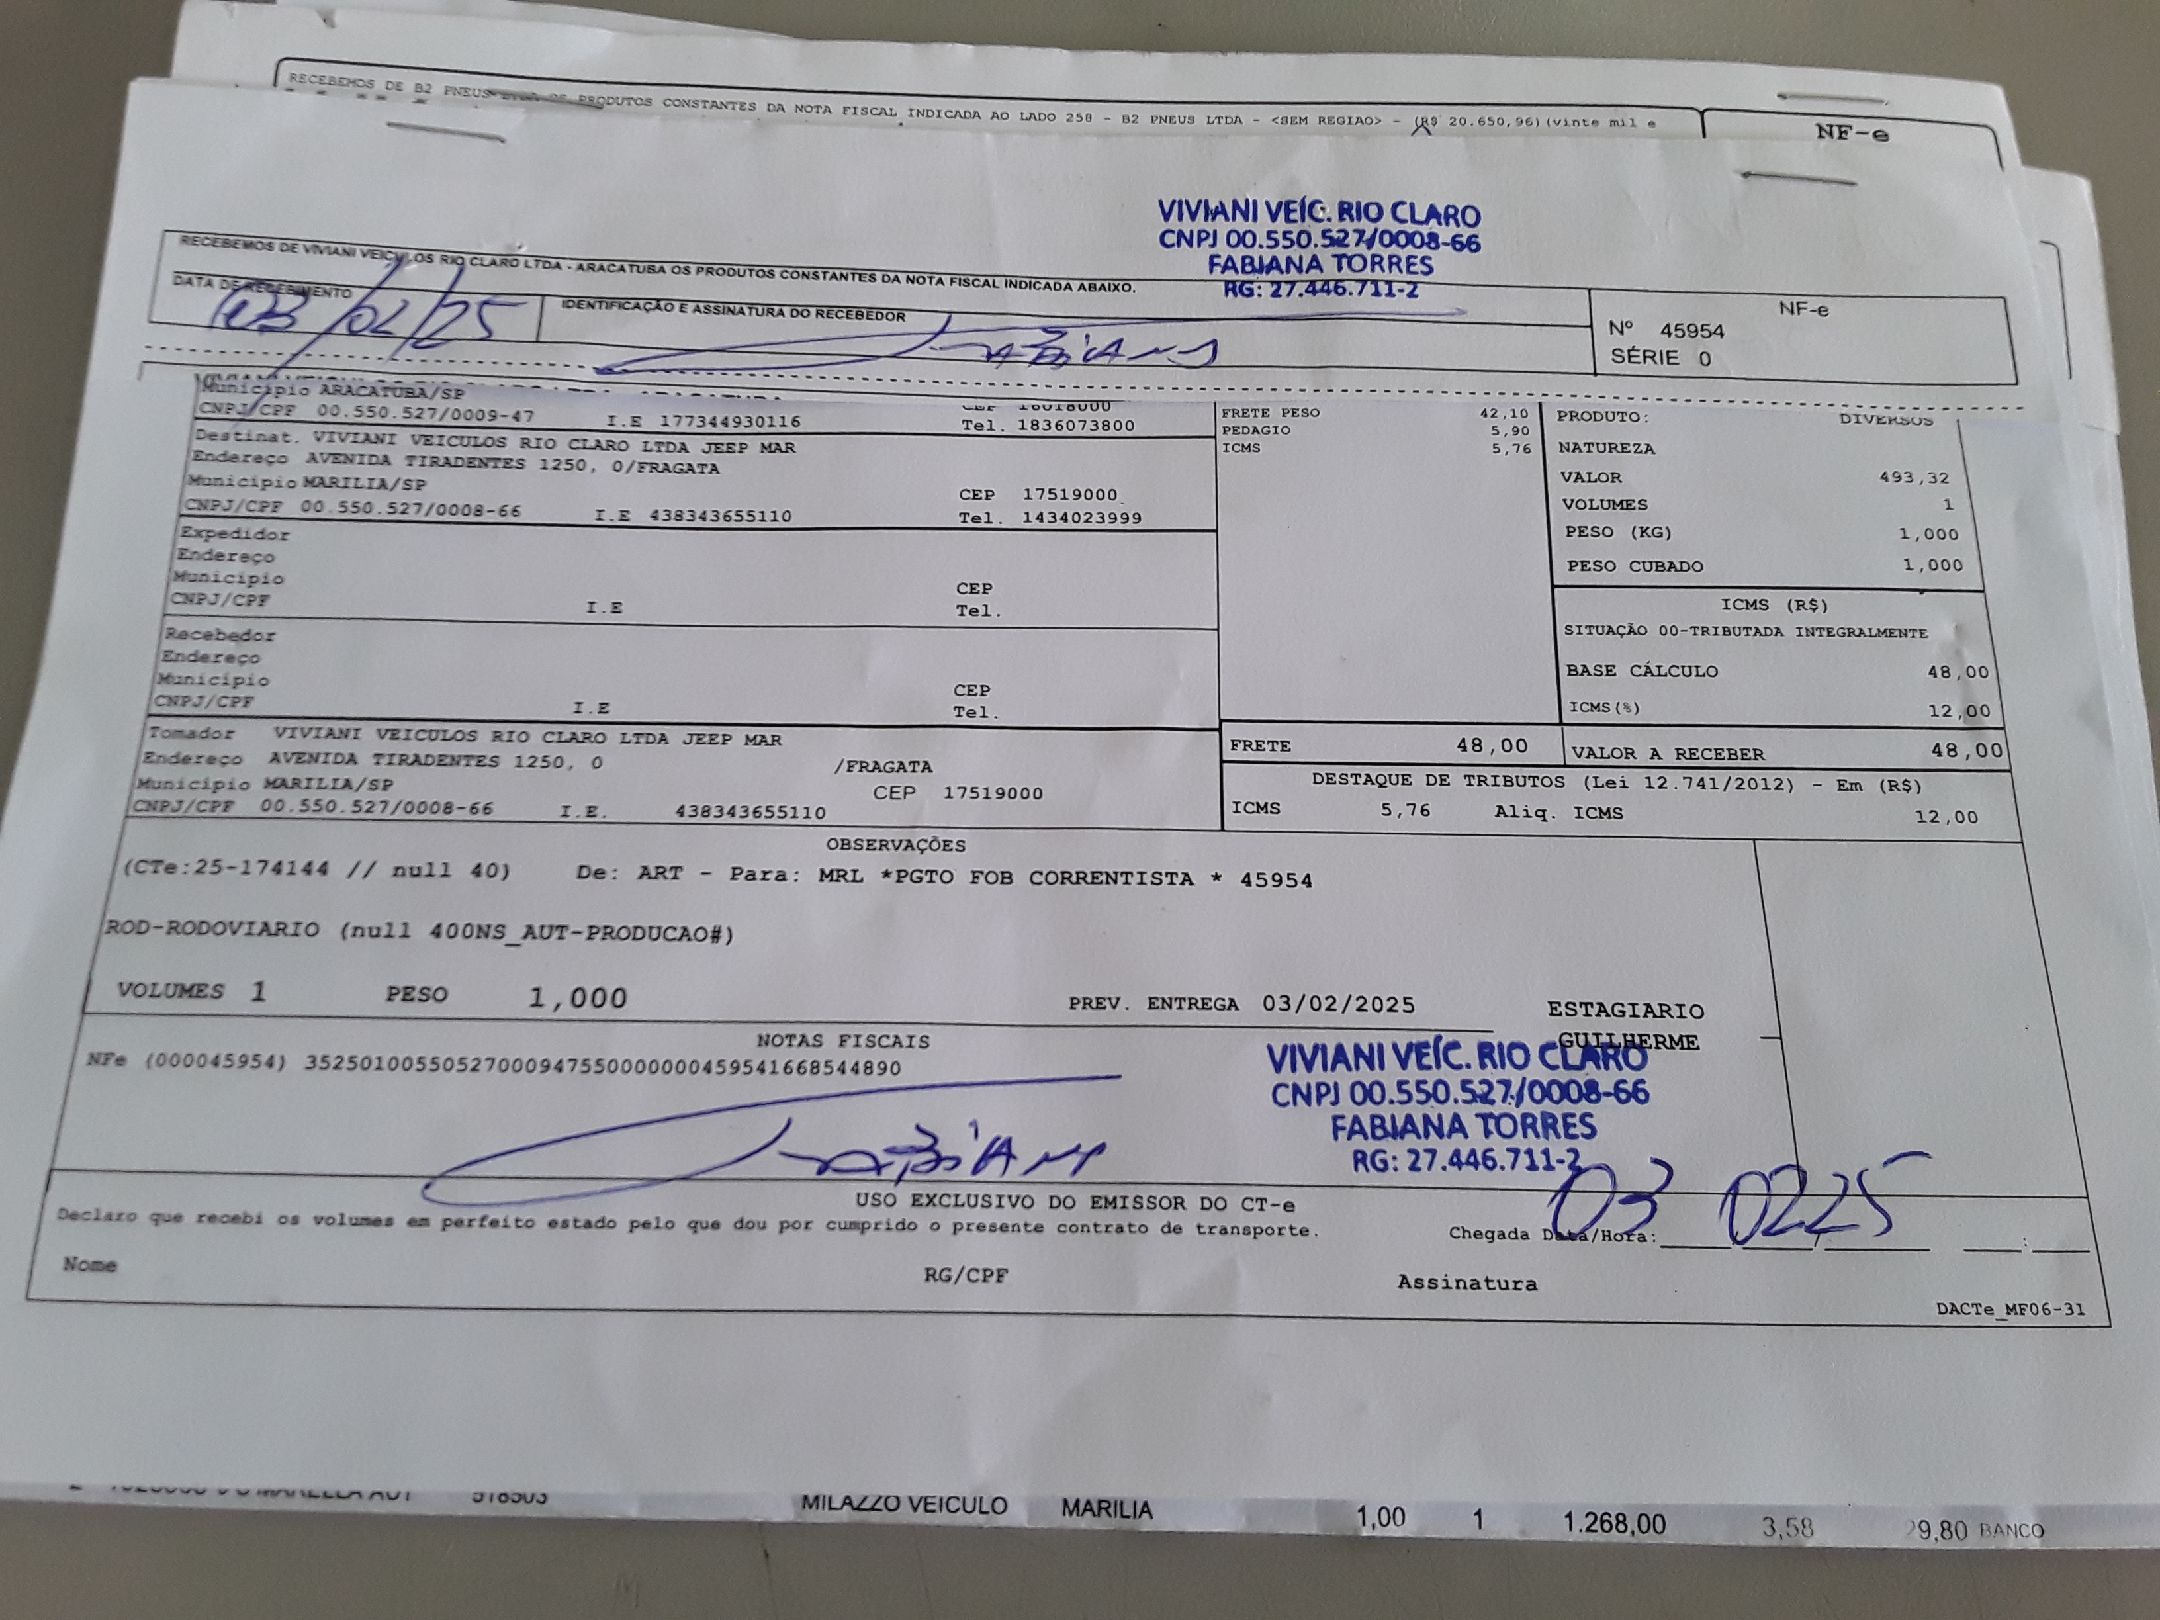 RECEBEMOS DE B2 PNEUS PRODUTOS CONSTANTES DA NOTA FISCAL INDICADA AO LADO 258 - B2 PNEUS LTDA - <SEM REGIAO> - (R$ 20.650,96) (vinte mil e
NF-e
VIVIANI VEÍC. RIO CLARO
CNPJ 00.550.527/0008-66
FABIANA TORRES
RG: 27.446.711-2
RECEBEMOS DE VIVIANI VEICULOS RIO CLARO LTDA - ARACATUBA OS PRODUTOS CONSTANTES DA NOTA FISCAL INDICADA ABAIXO.
DATA DE RECEBIMENTO
03/02/25
IDENTIFICAÇÃO E ASSINATURA DO RECEBEDOR
FABIANA
NF-e
Nº 45954
SÉRIE 0
Município ARACATUBA/SP
CEP 16018000
CNPJ/CPF 00.550.527/0009-47 I.E 177344930116 Tel. 1836073800
Destinat. VIVIANI VEICULOS RIO CLARO LTDA JEEP MAR
Endereço AVENIDA TIRADENTES 1250, 0/FRAGATA
Município MARILIA/SP CEP 17519000
CNPJ/CPF 00.550.527/0008-66 I.E 438343655110 Tel. 1434023999
Expedidor
Endereço
Município CEP
CNPJ/CPF I.E Tel.
Recebedor
Endereço
Município CEP
CNPJ/CPF I.E Tel.
Tomador VIVIANI VEICULOS RIO CLARO LTDA JEEP MAR
Endereço AVENIDA TIRADENTES 1250, 0 /FRAGATA
Município MARILIA/SP CEP 17519000
CNPJ/CPF 00.550.527/0008-66 I.E. 438343655110
FRETE PESO 42,10
PEDAGIO 5,90
ICMS 5,76
PRODUTO: DIVERSOS
NATUREZA
VALOR 493,32
VOLUMES 1
PESO (KG) 1,000
PESO CUBADO 1,000
ICMS (R$)
SITUAÇÃO 00-TRIBUTADA INTEGRALMENTE
BASE CÁLCULO 48,00
ICMS(%) 12,00
FRETE 48,00 VALOR A RECEBER 48,00
DESTAQUE DE TRIBUTOS (Lei 12.741/2012) - Em (R$)
ICMS 5,76 Aliq. ICMS 12,00
OBSERVAÇÕES
(CTe:25-174144 // null 40) De: ART - Para: MRL *PGTO FOB CORRENTISTA * 45954
ROD-RODOVIARIO (null 400NS_AUT-PRODUCAO#)
VOLUMES 1 PESO 1,000 PREV. ENTREGA 03/02/2025
ESTAGIARIO
GUILHERME
NOTAS FISCAIS
NFe (000045954) 35250100550527000947550000000459541668544890
VIVIANI VEÍC. RIO CLARO
CNPJ 00.550.527/0008-66
FABIANA TORRES
RG: 27.446.711-2
FABIANA
03 02 25
USO EXCLUSIVO DO EMISSOR DO CT-e
Declaro que recebi os volumes em perfeito estado pelo que dou por cumprido o presente contrato de transporte.
Chegada Data/Hora:
Nome RG/CPF Assinatura
DACTe_MF06-31
MARELLA AUT 518503 MILAZZO VEICULO MARILIA 1,00 1 1.268,00 3,58 9,80 BANCO